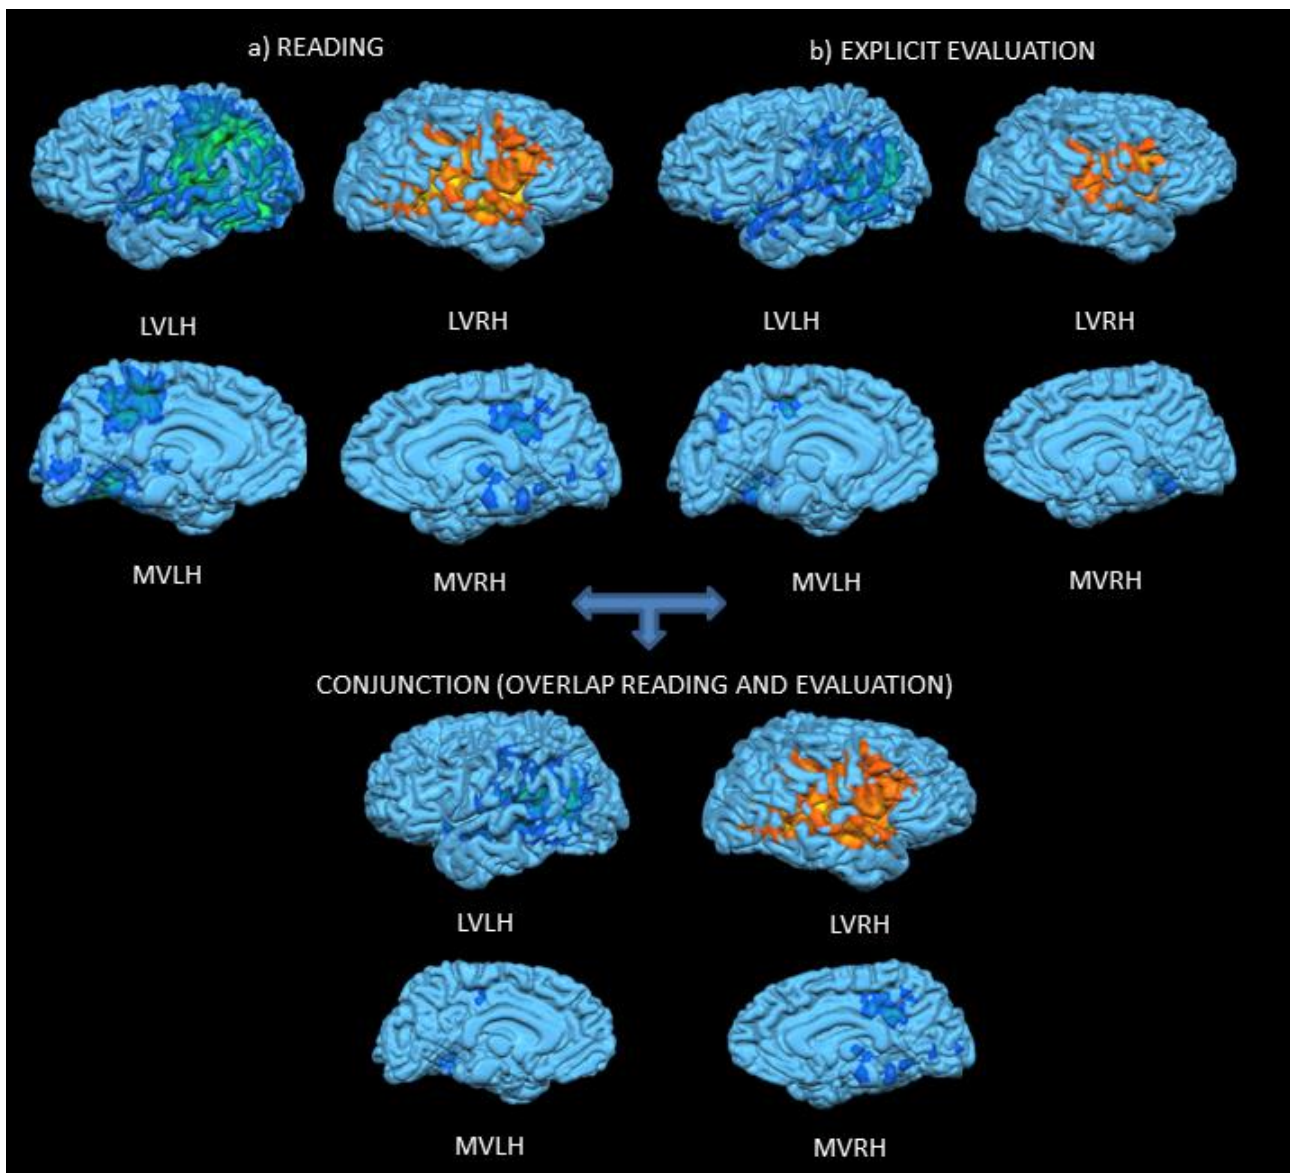 a) READING
b) EXPLICIT EVALUATION
LVLH
LVRH
LVLH
LVRH
MVLH
MVRH
MVLH
MVRH
CONJUNCTION (OVERLAP READING AND EVALUATION)
LVLH
LVRH
MVLH
MVRH